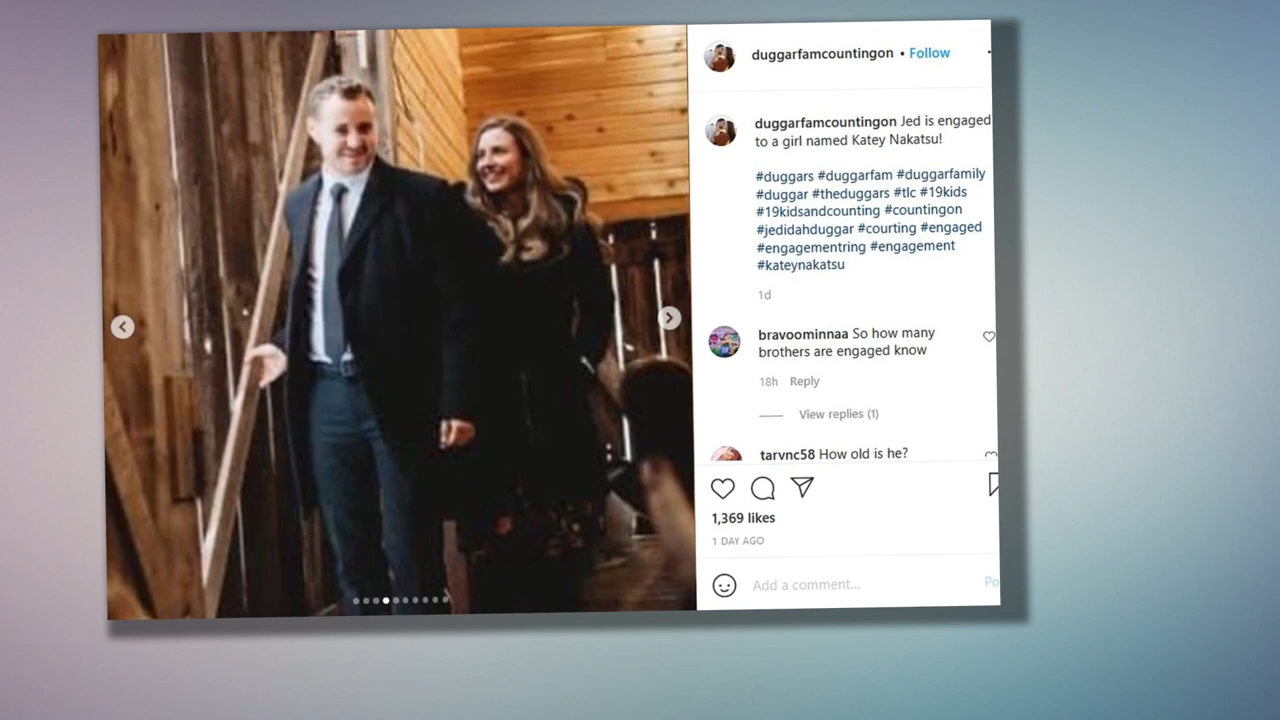 duggarfamcountingon • Follow
duggarfamcountingon Jed is engaged
to a girl named Katey Nakatsu!
#duggars #duggarfam #duggarfamily
#duggar #theduggars #tlc #19kids
#19kidsandcounting #countingon
#jedidahduggar #courting #engaged
#engagementring #engagement
#kateynakatsu
1d
bravoominnaa So how many
brothers are engaged know
18h Reply
View replies (1)
tarvnc58 How old is he?
1,369 likes
1 DAY AGO
Add a comment...
Po